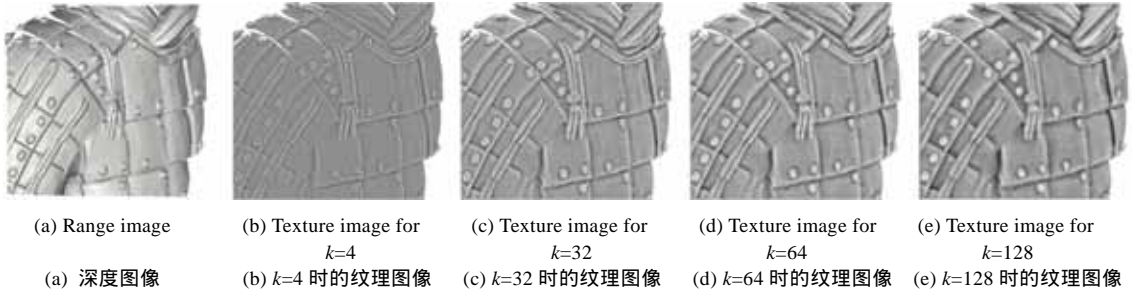 (a) Range image (b) Texture image for (c) Texture image for (d) Texture image for (e) Texture image for
k=4 k=32 k=64 k=128
(a) 深度图像 (b) k=4 时的纹理图像 (c) k=32 时的纹理图像 (d) k=64 时的纹理图像 (e) k=128 时的纹理图像